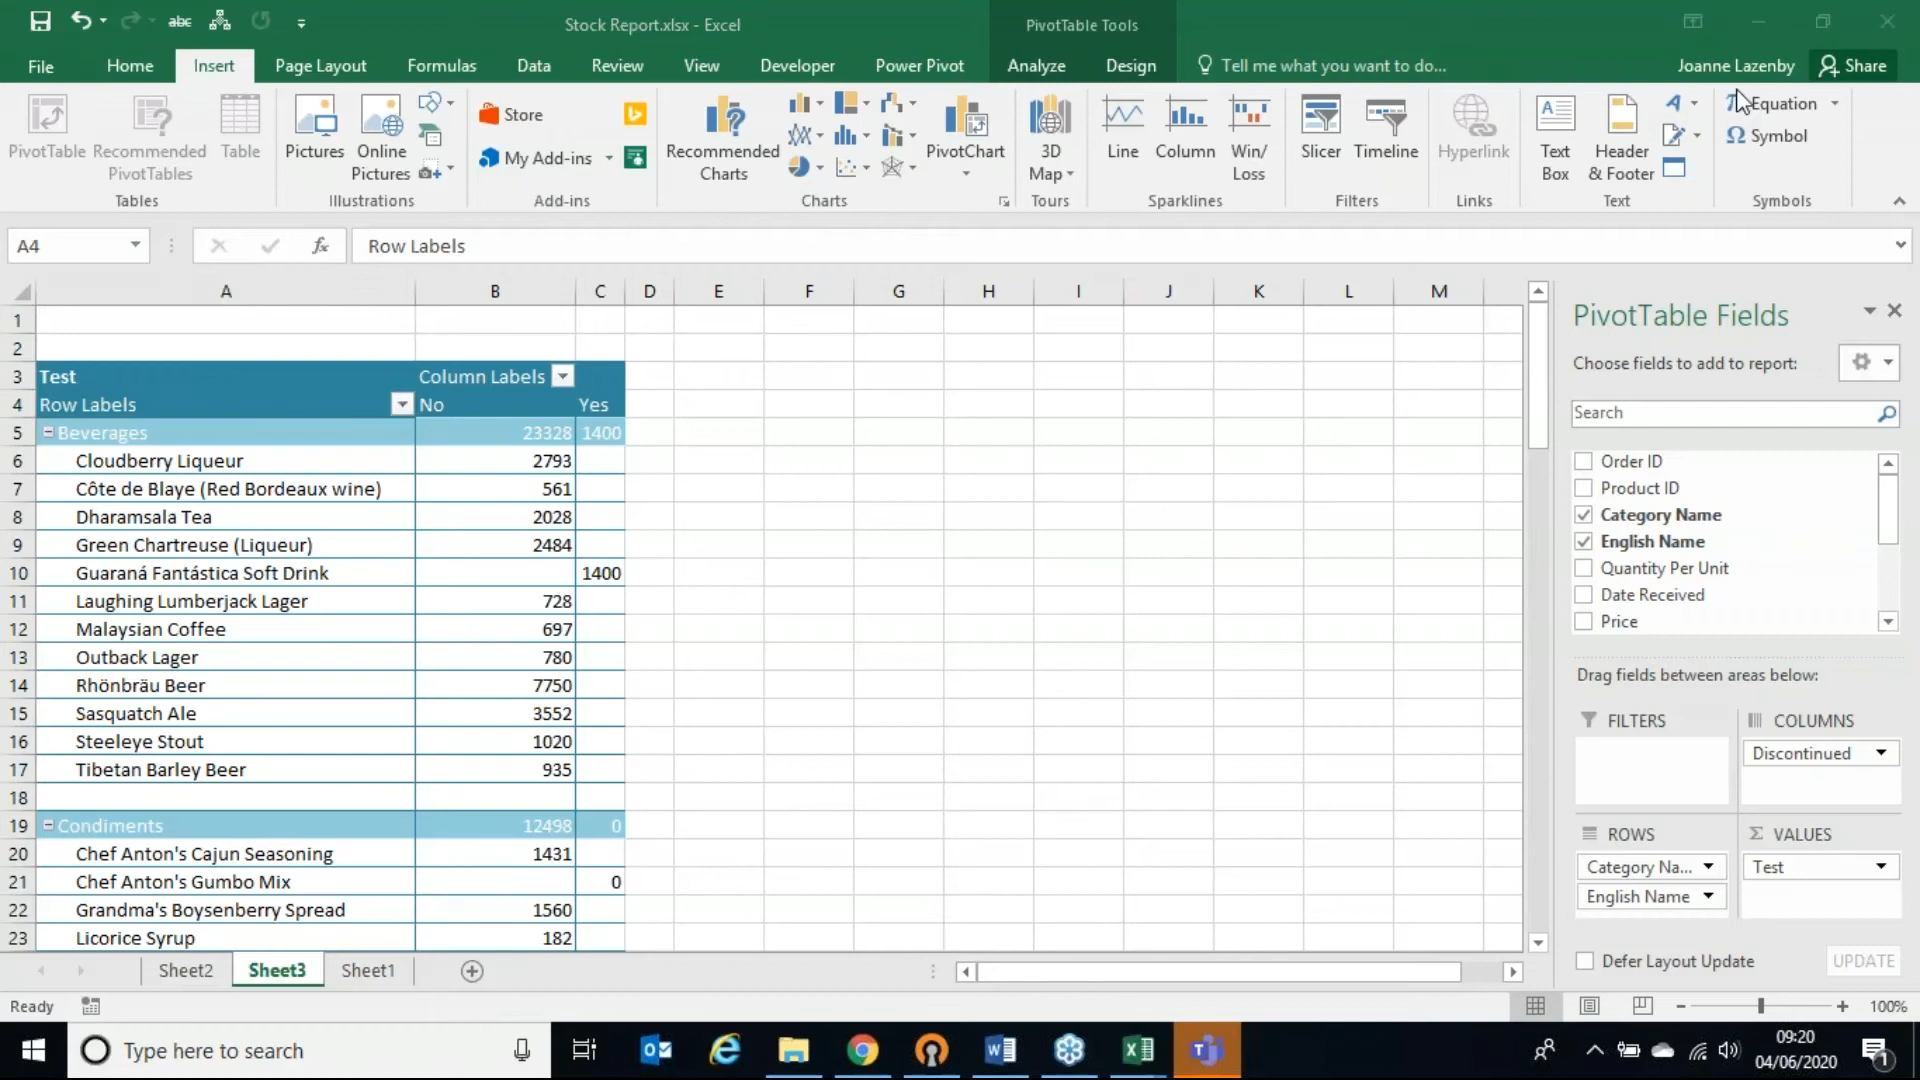 abc
Stock Report.xlsx - Excel
PivotTable Tools
File Home Insert Page Layout Formulas Data Review View Developer Power Pivot Analyze Design Tell me what you want to do... Joanne Lazenby Share
PivotTable
Recommended
PivotTables
Table
Tables
Pictures
Online
Pictures
Illustrations
Store
My Add-ins
Add-ins
Recommended
Charts
PivotChart
Charts
3D
Map
Tours
Line
Column
Win/
Loss
Sparklines
Slicer
Timeline
Filters
Hyperlink
Links
Text
Box
Header
& Footer
Text
Equation
Ω Symbol
Symbols
A4 fx Row Labels
A B C D E F G H I J K L M
1
2
3 Test Column Labels
4 Row Labels No Yes
5 Beverages 23328 1400
6 Cloudberry Liqueur 2793
7 Côte de Blaye (Red Bordeaux wine) 561
8 Dharamsala Tea 2028
9 Green Chartreuse (Liqueur) 2484
10 Guaraná Fantástica Soft Drink 1400
11 Laughing Lumberjack Lager 728
12 Malaysian Coffee 697
13 Outback Lager 780
14 Rhönbräu Beer 7750
15 Sasquatch Ale 3552
16 Steeleye Stout 1020
17 Tibetan Barley Beer 935
18
19 Condiments 12498 0
20 Chef Anton's Cajun Seasoning 1431
21 Chef Anton's Gumbo Mix 0
22 Grandma's Boysenberry Spread 1560
23 Licorice Syrup 182
PivotTable Fields
Choose fields to add to report:
Search
Order ID
Product ID
Category Name
English Name
Quantity Per Unit
Date Received
Price
Drag fields between areas below:
FILTERS
COLUMNS
Discontinued
ROWS
Category Na...
English Name
Σ VALUES
Test
Defer Layout Update UPDATE
Sheet2 Sheet3 Sheet1
Ready 100%
Type here to search
09:20
04/06/2020
1